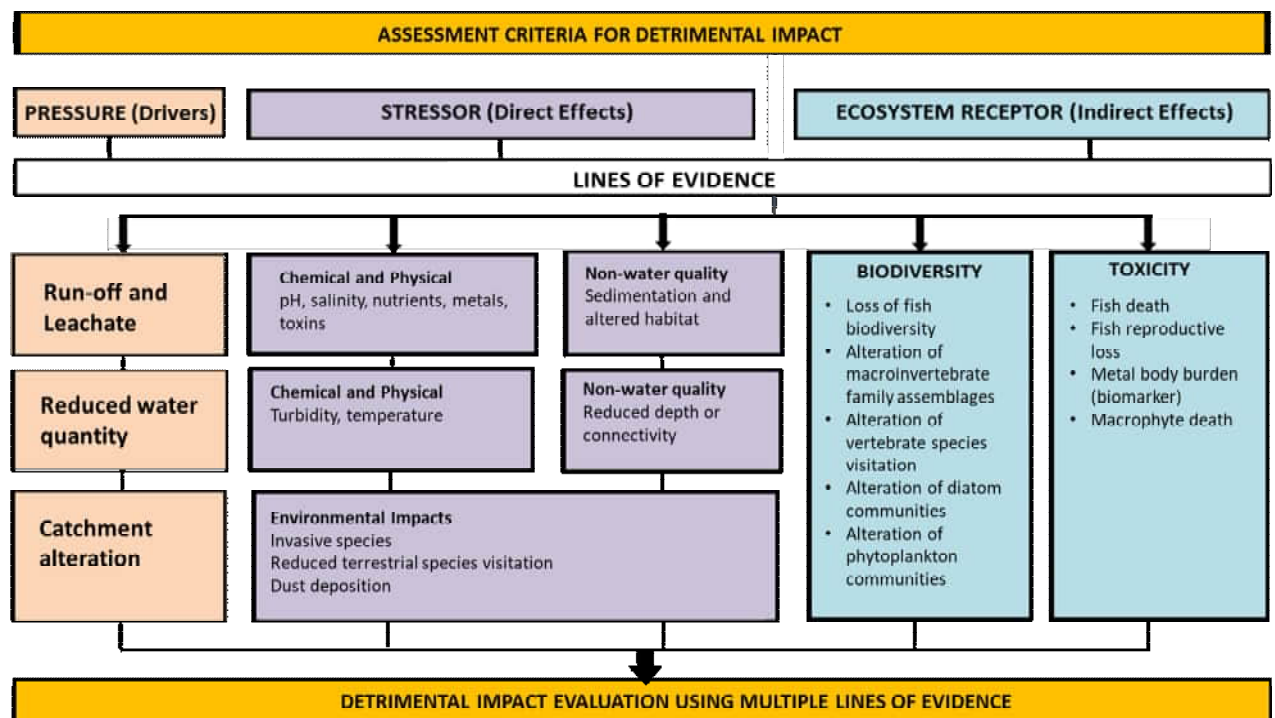 ASSESSMENT CRITERIA FOR DETRIMENTAL IMPACT
PRESSURE (Drivers)
STRESSOR (Direct Effects)
ECOSYSTEM RECEPTOR (Indirect Effects)
LINES OF EVIDENCE
Run-off and
Leachate
Chemical and Physical
pH, salinity, nutrients, metals,
toxins
Non-water quality
Sedimentation and
altered habitat
Reduced water
quantity
Chemical and Physical
Turbidity, temperature
Non-water quality
Reduced depth or
connectivity
Catchment
alteration
Environmental Impacts
Invasive species
Reduced terrestrial species visitation
Dust deposition
BIODIVERSITY
• Loss of fish
biodiversity
• Alteration of
macroinvertebrate
family assemblages
• Alteration of
vertebrate species
visitation
• Alteration of diatom
communities
• Alteration of
phytoplankton
communities
TOXICITY
• Fish death
• Fish reproductive
loss
• Metal body burden
(biomarker)
• Macrophyte death
DETRIMENTAL IMPACT EVALUATION USING MULTIPLE LINES OF EVIDENCE